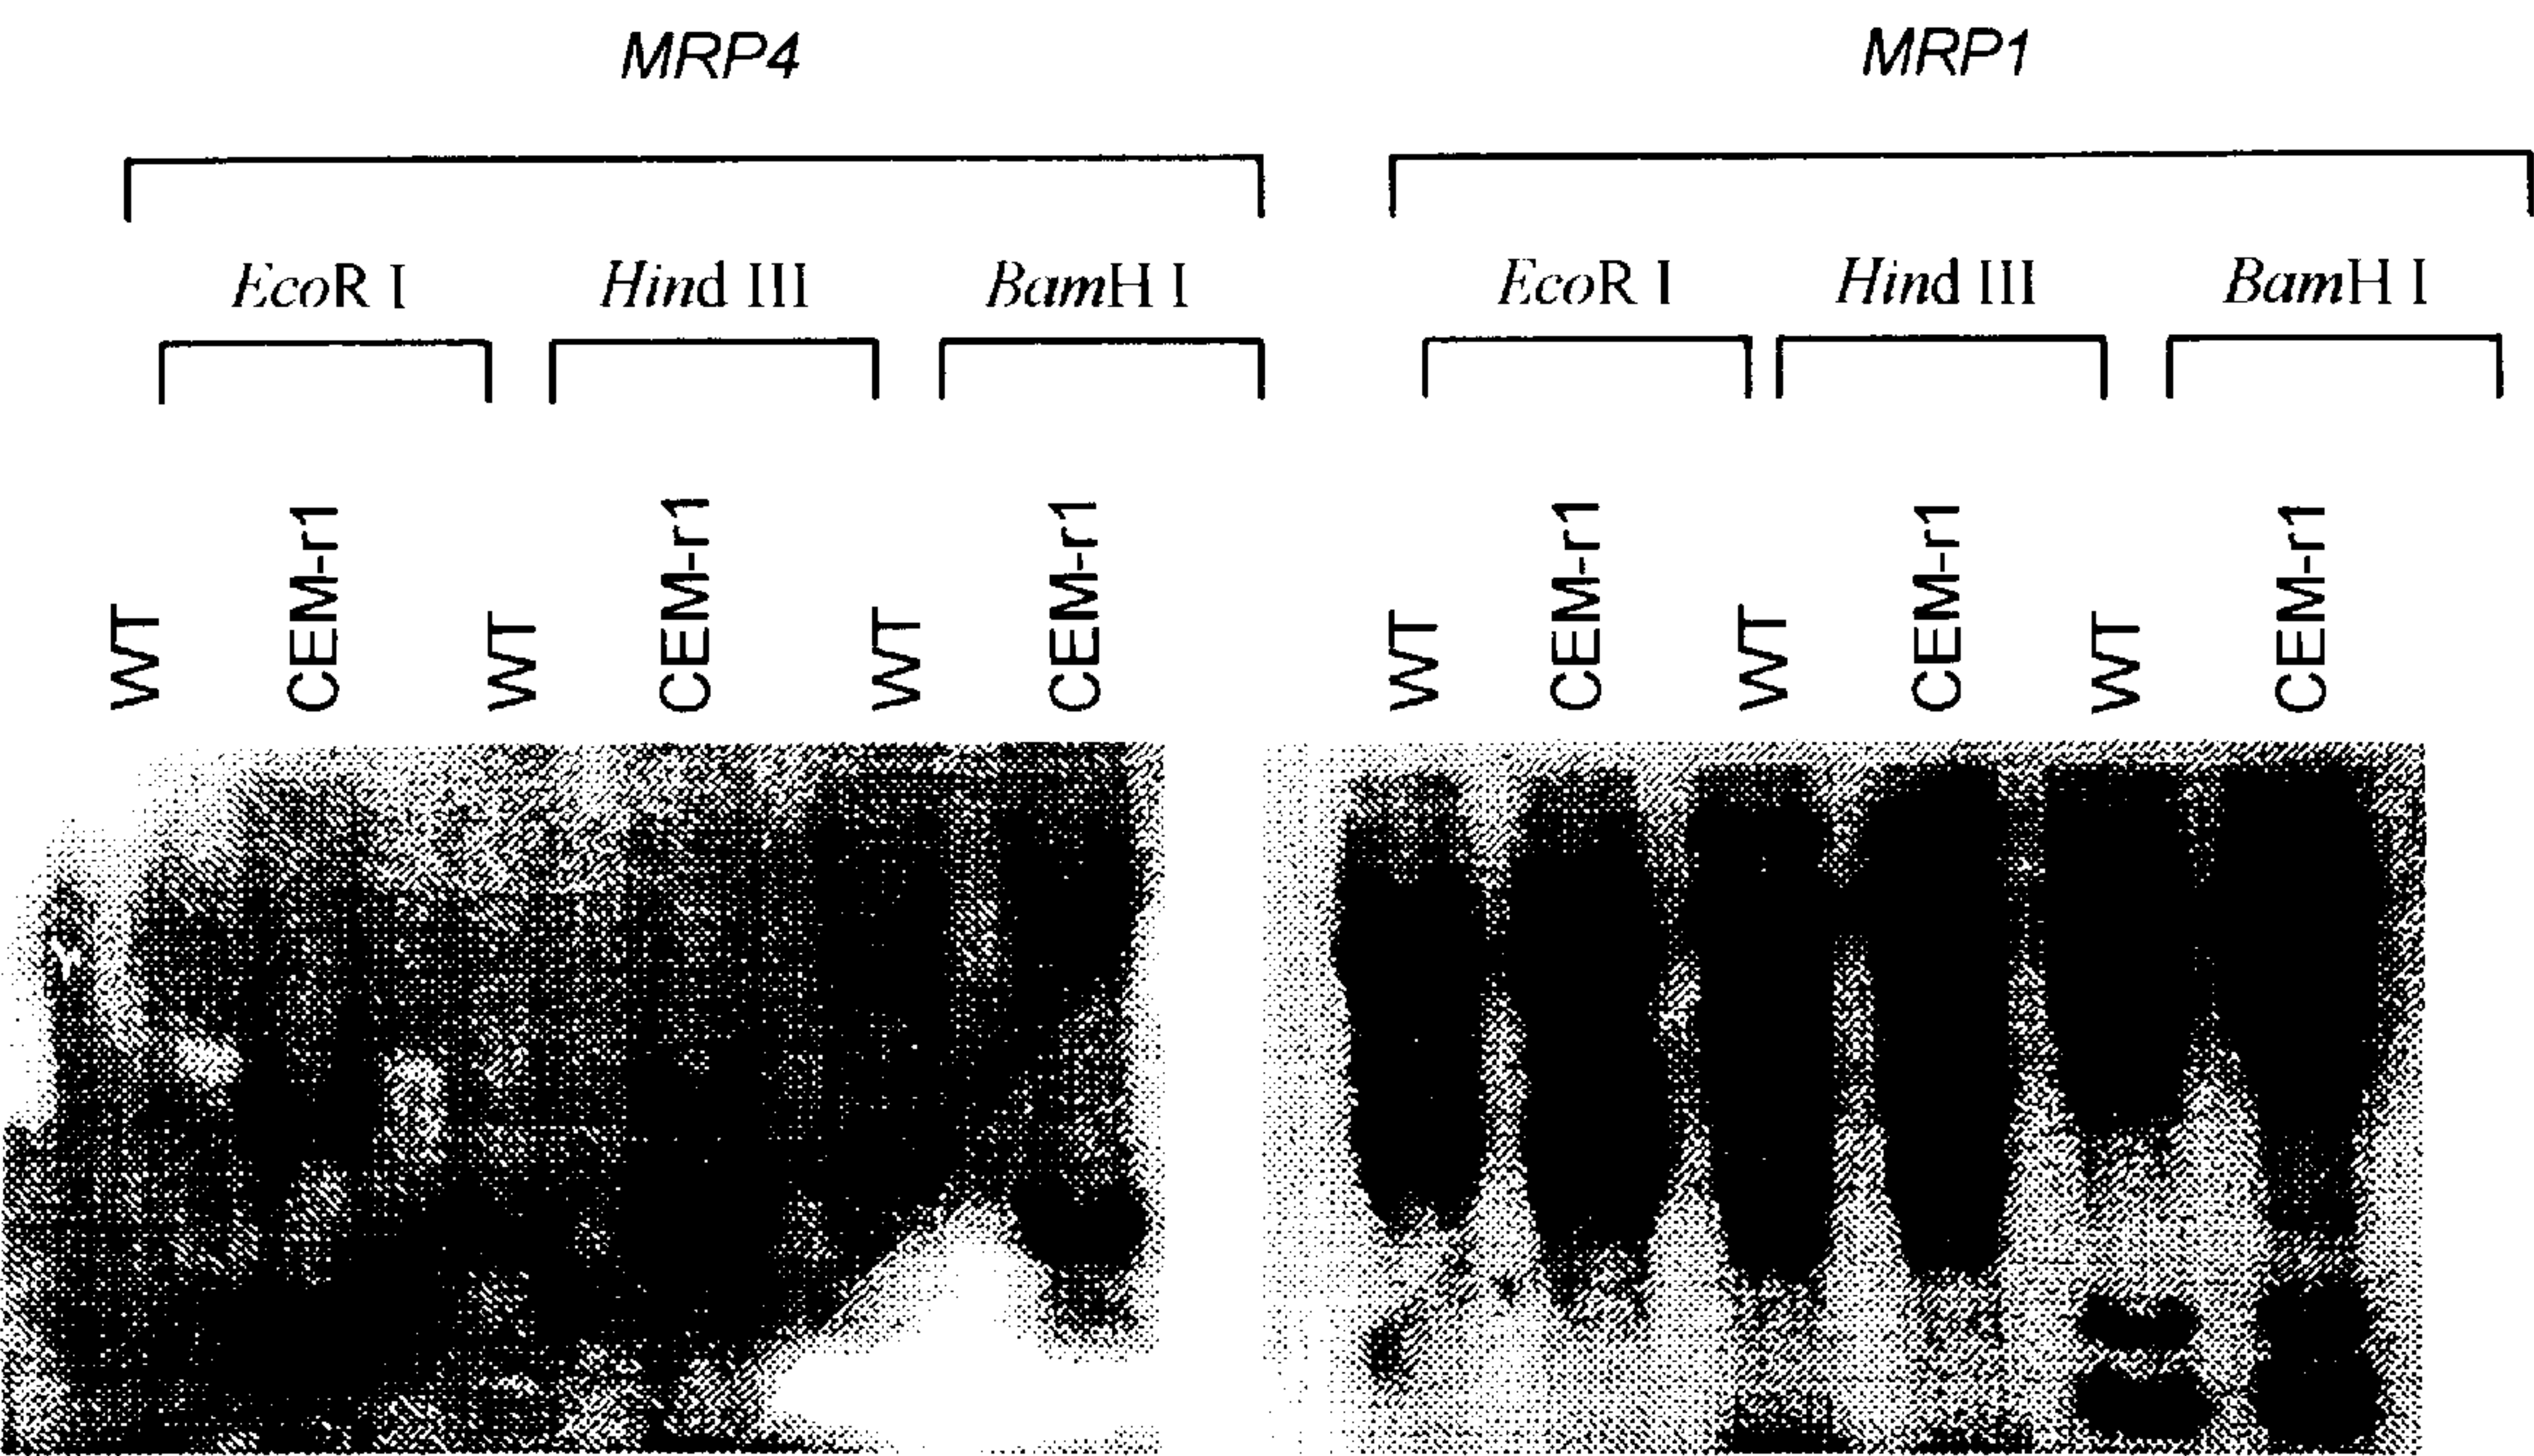 MRP4 MRP1
EcoR I Hind III BamH I EcoR I Hind III BamH I
WT CEM-r1 WT CEM-r1 WT CEM-r1 WT CEM-r1 WT CEM-r1 WT CEM-r1